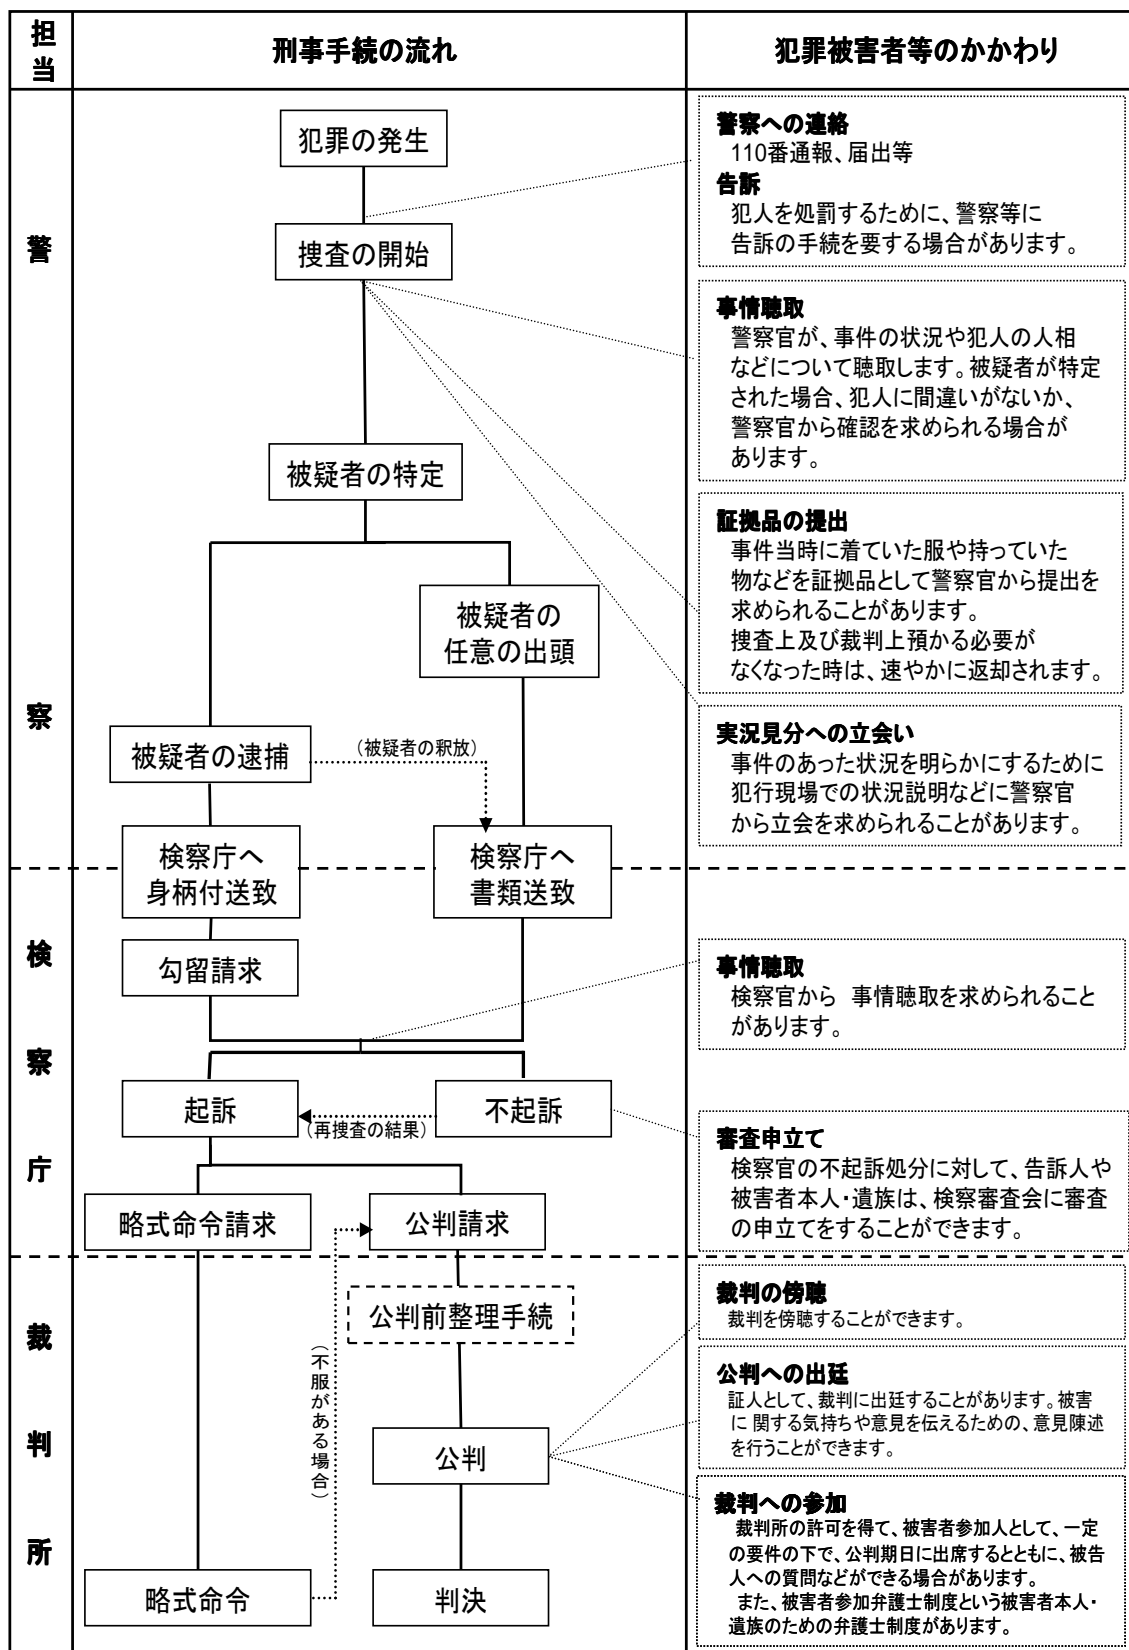 担当
刑事手続の流れ
犯罪被害者等のかかわり
警察
検察庁
裁判所
犯罪の発生
捜査の開始
被疑者の特定
被疑者の
任意の出頭
被疑者の逮捕
（被疑者の釈放）
検察庁へ
身柄付送致
検察庁へ
書類送致
勾留請求
起訴
（再捜査の結果）
不起訴
略式命令請求
公判請求
公判前整理手続
（不服がある場合）
公判
略式命令
判決
警察への連絡
110番通報、届出等
告訴
犯人を処罰するために、警察等に
告訴の手続を要する場合があります。
事情聴取
警察官が、事件の状況や犯人の人相
などについて聴取します。被疑者が特定
された場合、犯人に間違いがないか、
警察官から確認を求められる場合が
あります。
証拠品の提出
事件当時に着ていた服や持っていた
物などを証拠品として警察官から提出を
求められることがあります。
捜査上及び裁判上預かる必要が
なくなった時は、速やかに返却されます。
実況見分への立会い
事件のあった状況を明らかにするために
犯行現場での状況説明などに警察官
から立会を求められることがあります。
事情聴取
検察官から 事情聴取を求められること
があります。
審査申立て
検察官の不起訴処分に対して、告訴人や
被害者本人・遺族は、検察審査会に審査
の申立てをすることができます。
裁判の傍聴
裁判を傍聴することができます。
公判への出廷
証人として、裁判に出廷することがあります。被害
に 関する気持ちや意見を伝えるための、意見陳述
を行うことができます。
裁判への参加
裁判所の許可を得て、被害者参加人として、一定
の要件の下で、公判期日に出席するとともに、被告
人への質問などができる場合があります。
また、被害者参加弁護士制度という被害者本人・
遺族のための弁護士制度があります。